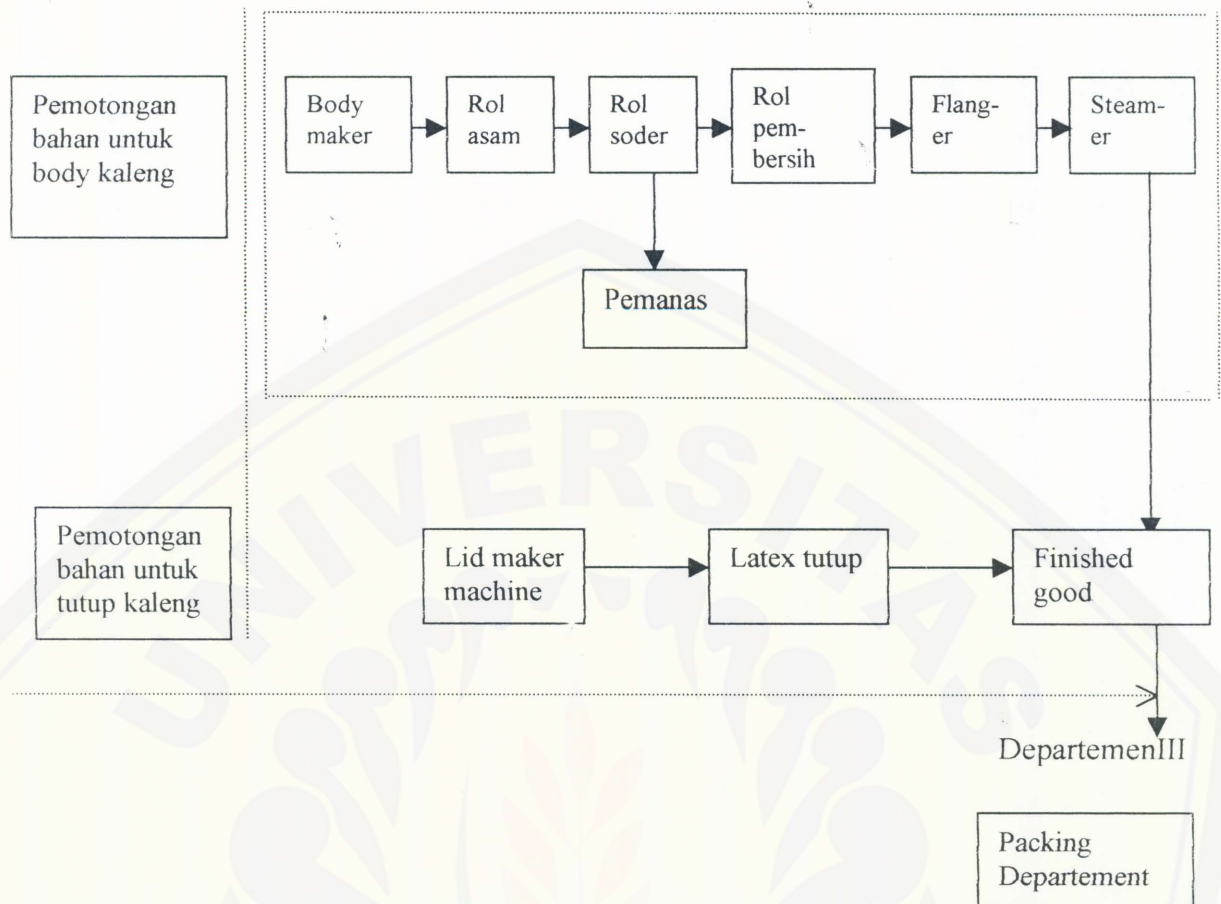 Pemotongan
bahan untuk
body kaleng
Body
maker
Rol
asam
Rol
soder
Rol
pem-
bersih
Flang-
er
Steam-
er
Pemanas
Pemotongan
bahan untuk
tutup kaleng
Lid maker
machine
Latex tutup
Finished
good
DepartemenIII
Packing
Departement
UNIVERSITAS